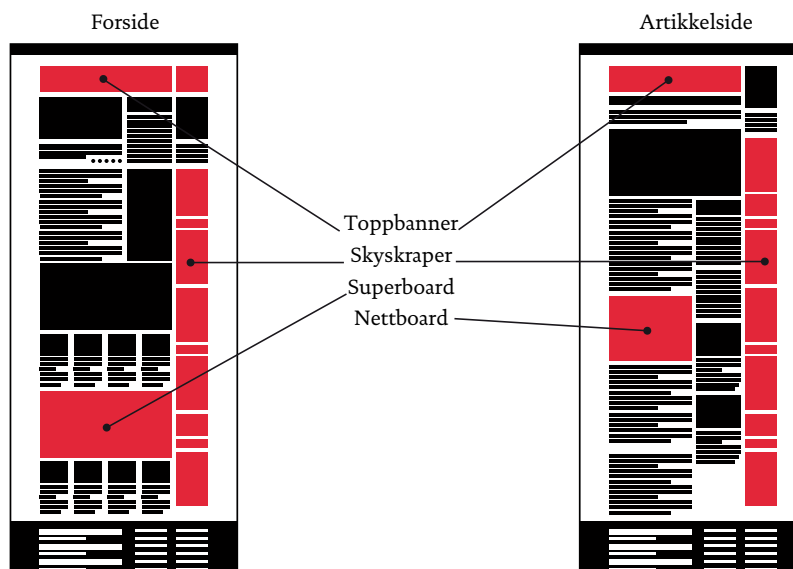 Forside
Artikkelside
Toppbanner
Skyskraper
Superboard
Nettboard